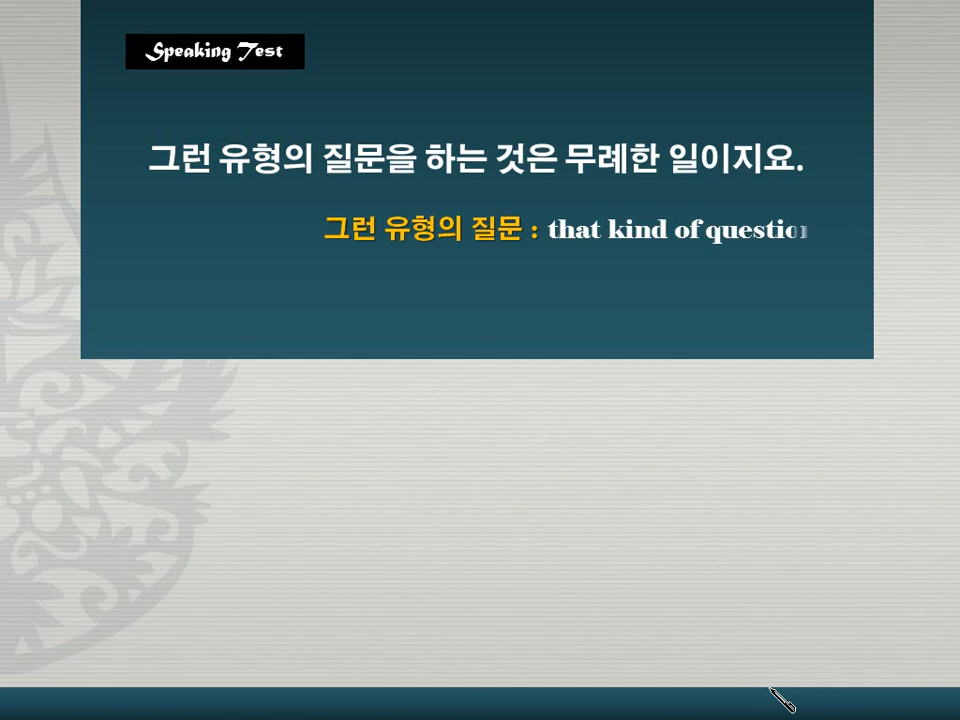 Speaking Test
그런 유형의 질문을 하는 것은 무례한 일이지요.
그런 유형의 질문 : that kind of question